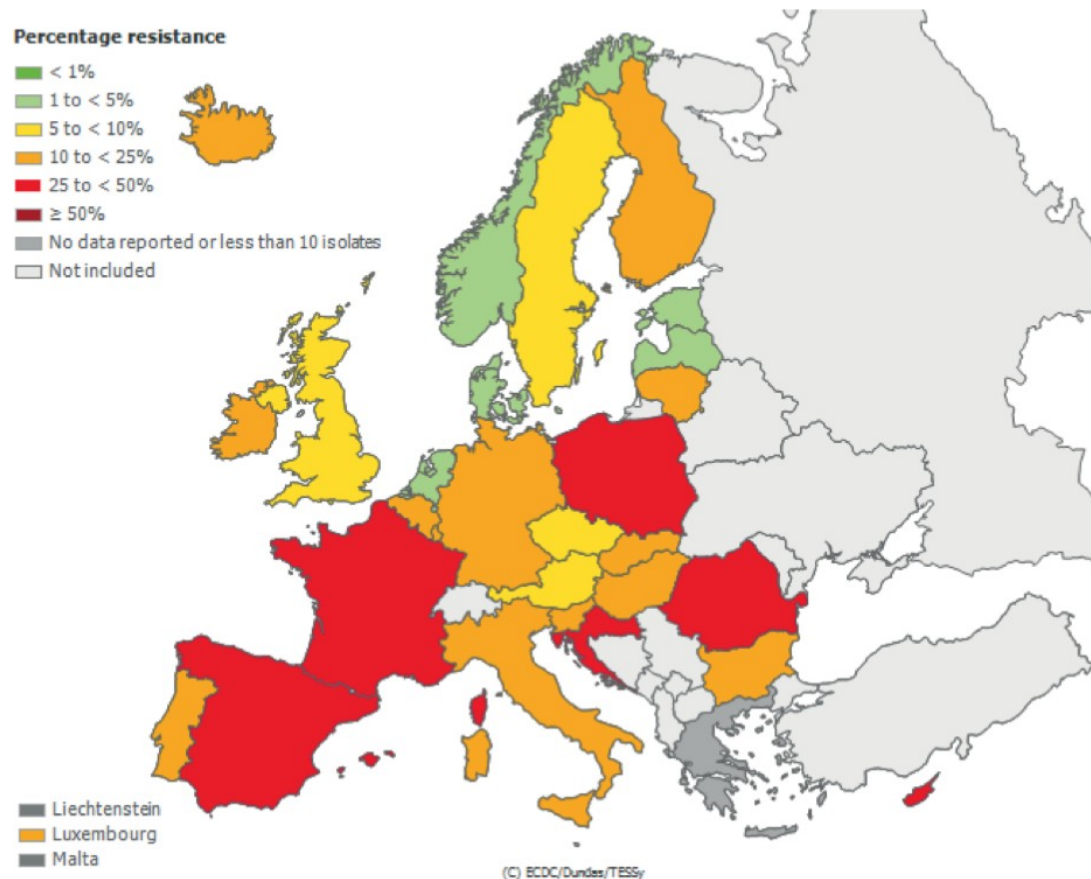 Percentage resistance
< 1%
1 to < 5%
5 to < 10%
10 to < 25%
25 to < 50%
≥ 50%
No data reported or less than 10 isolates
Not included
Liechtenstein
Luxembourg
Malta
(C) ECDC/Dundas/TESSy